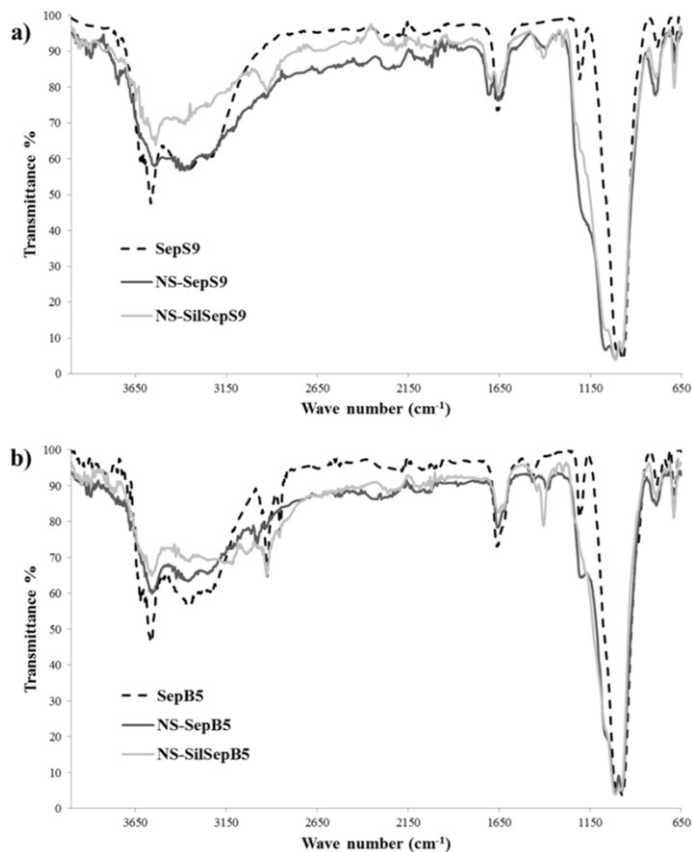 a)
100
90
80
70
60
50
40
30
20
10
0
Transmittance %
SepS9
NS-SepS9
NS-SilSepS9
3650 3150 2650 2150 1650 1150 650
Wave number (cm⁻¹)
b)
100
90
80
70
60
50
40
30
20
10
0
Transmittance %
SepB5
NS-SepB5
NS-SilSepB5
3650 3150 2650 2150 1650 1150 650
Wave number (cm⁻¹)